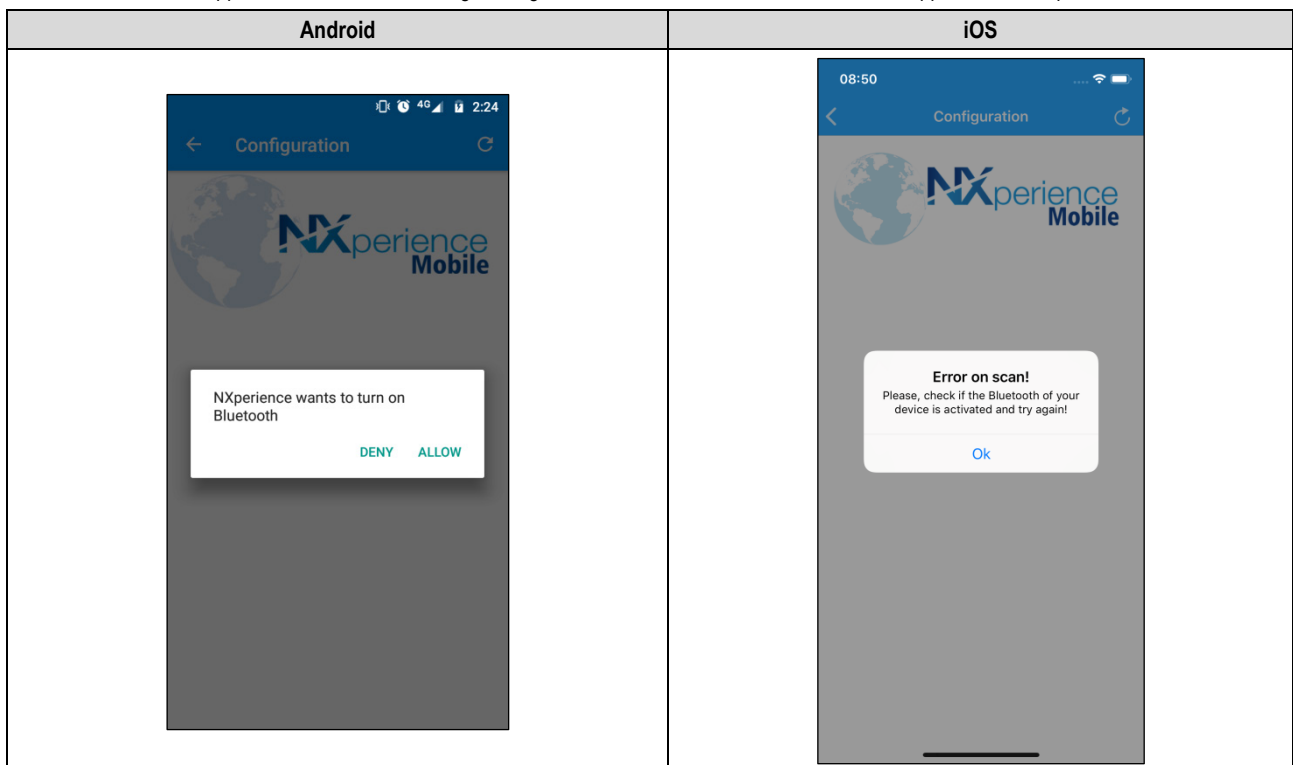 Android
iOS
4G 2:24
Configuration
NXperience
Mobile
NXperience wants to turn on
Bluetooth
DENY ALLOW
08:50
Configuration
NXperience
Mobile
Error on scan!
Please, check if the Bluetooth of your
device is activated and try again!
Ok